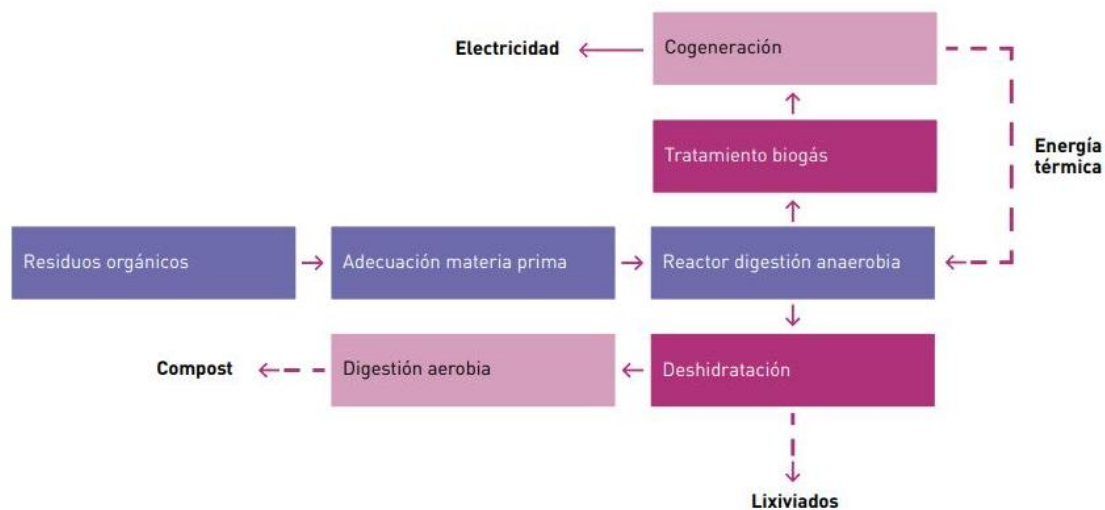 Electricidad
Cogeneración
Tratamiento biogás
Energía
térmica
Residuos orgánicos
Adecuación materia prima
Reactor digestión anaerobia
Compost
Digestión aerobia
Deshidratación
Lixiviados